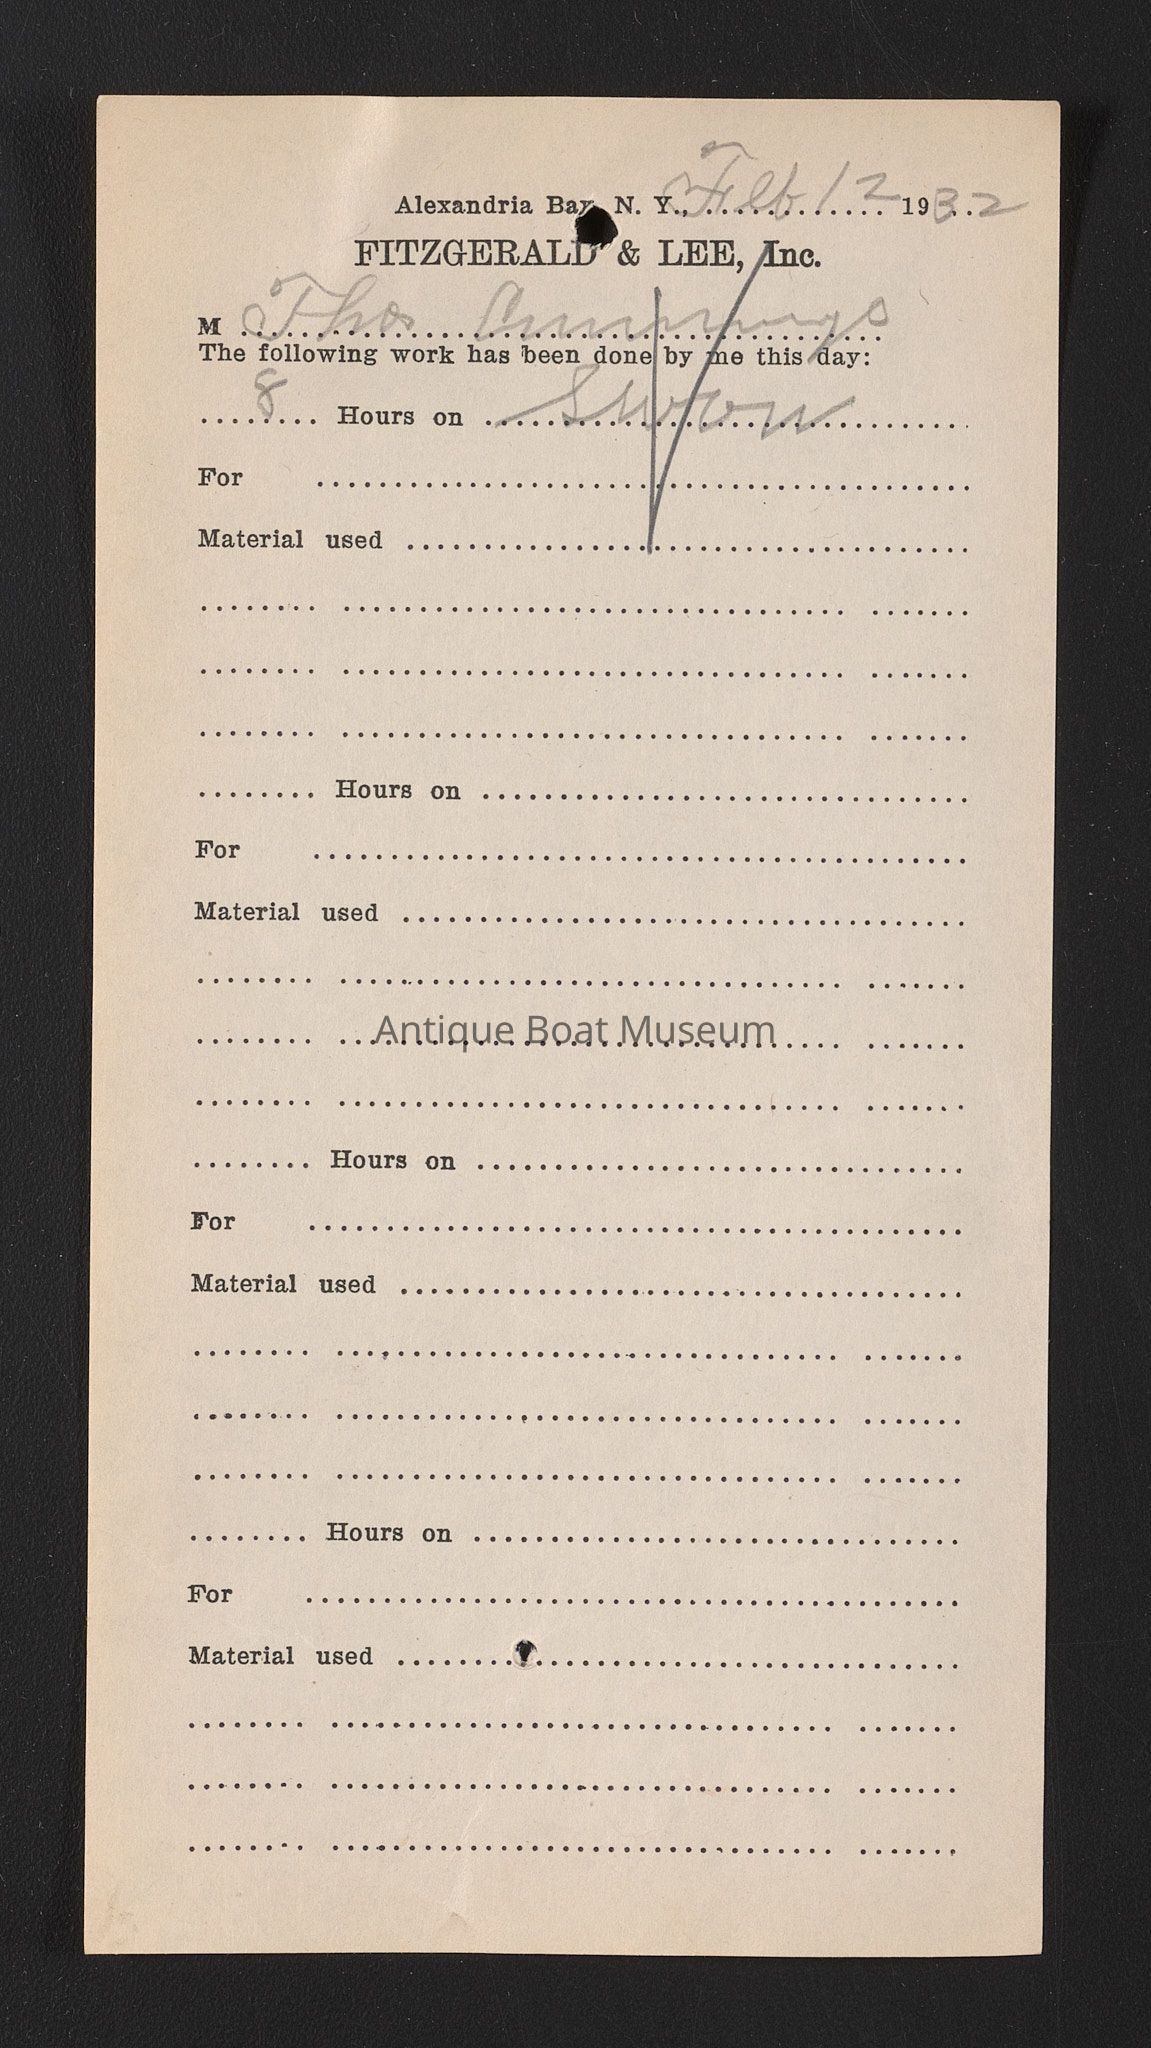 Alexandria Bay, N. Y., Feb 12 1932
FITZGERALD & LEE, Inc.
M Thos Cummings
The following work has been done by me this day:
8 Hours on
For
Material used
Hours on
For
Material used
Antique Boat Museum
Hours on
For
Material used
Hours on
For
Material used